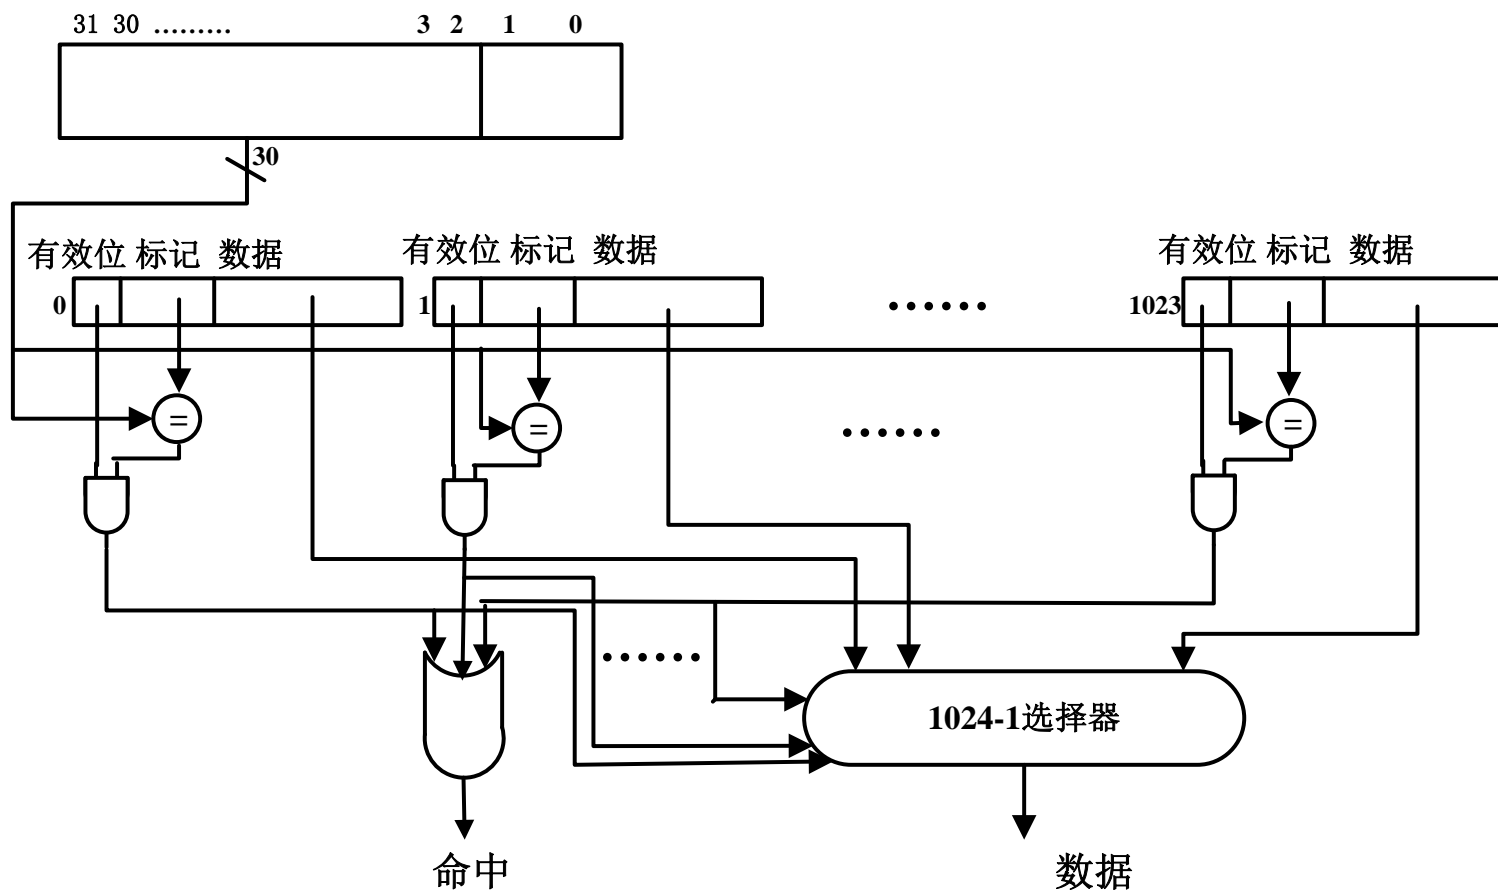 31 30 ......... 3 2 1 0
30
有效位 标记 数据 有效位 标记 数据 有效位 标记 数据
0 1 ...... 1023
= = ...... =
......
1024-1选择器
命中 数据